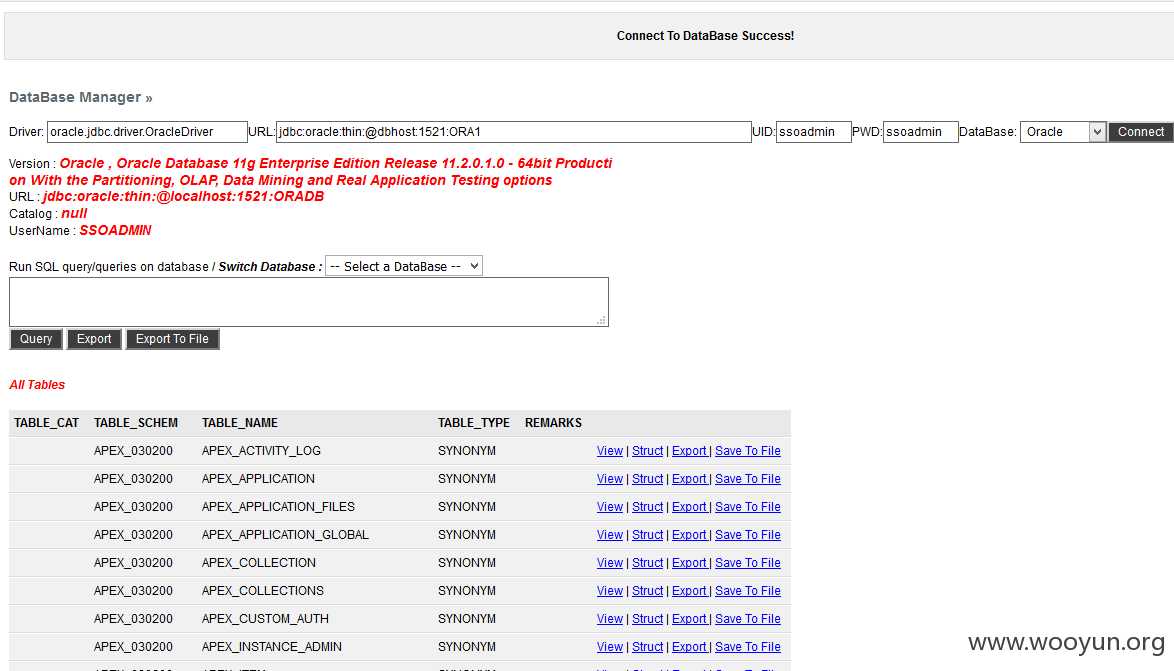 Connect To DataBase Success!
DataBase Manager »
Driver: oracle.jdbc.driver.OracleDriver URL: jdbc:oracle:thin:@dbhost:1521:ORA1 UID: ssoadmin PWD: ssoadmin DataBase: Oracle Connect
Version : Oracle , Oracle Database 11g Enterprise Edition Release 11.2.0.1.0 - 64bit Producti
on With the Partitioning, OLAP, Data Mining and Real Application Testing options
URL : jdbc:oracle:thin:@localhost:1521:ORADB
Catalog : null
UserName : SSOADMIN
Run SQL query/queries on database / Switch Database : -- Select a DataBase --
Query Export Export To File
All Tables
TABLE_CAT TABLE_SCHEM TABLE_NAME TABLE_TYPE REMARKS
APEX_030200 APEX_ACTIVITY_LOG SYNONYM View | Struct | Export | Save To File
APEX_030200 APEX_APPLICATION SYNONYM View | Struct | Export | Save To File
APEX_030200 APEX_APPLICATION_FILES SYNONYM View | Struct | Export | Save To File
APEX_030200 APEX_APPLICATION_GLOBAL SYNONYM View | Struct | Export | Save To File
APEX_030200 APEX_COLLECTION SYNONYM View | Struct | Export | Save To File
APEX_030200 APEX_COLLECTIONS SYNONYM View | Struct | Export | Save To File
APEX_030200 APEX_CUSTOM_AUTH SYNONYM View | Struct | Export | Save To File
APEX_030200 APEX_INSTANCE_ADMIN SYNONYM View | Struct | Export | Save To File
www.wooyun.org